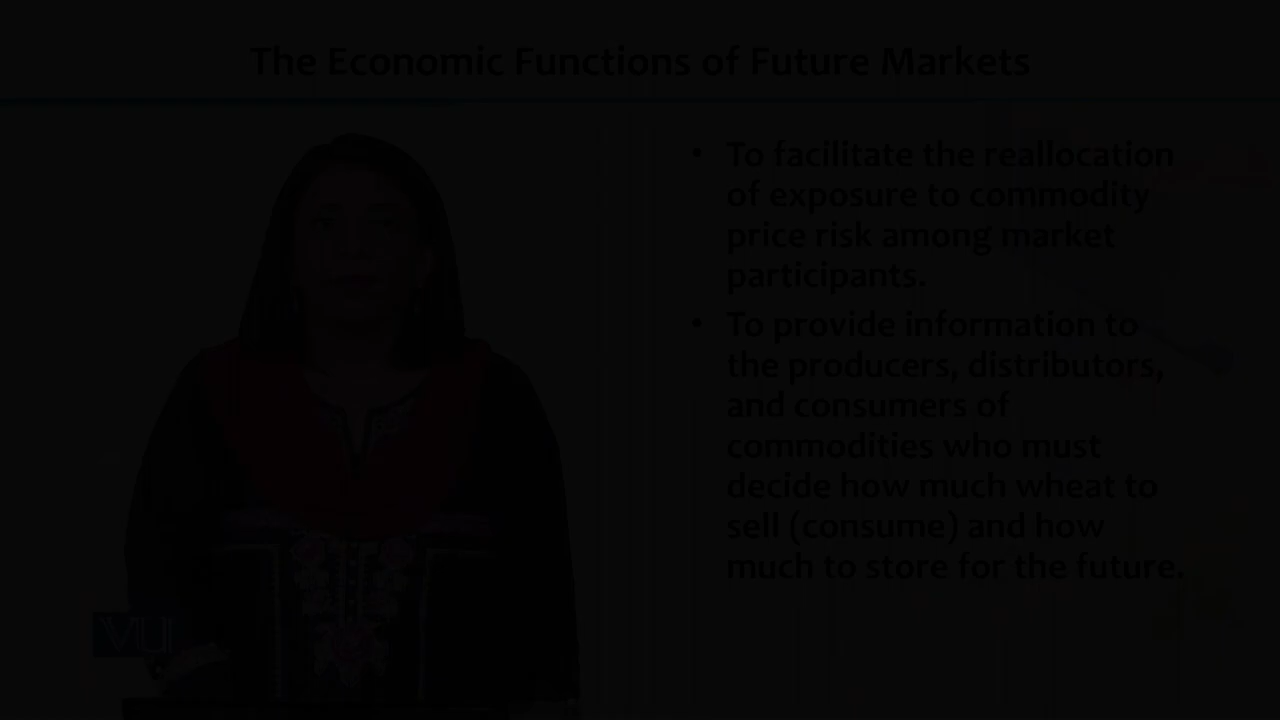 The Economic Functions of Future Markets
• To facilitate the reallocation
of exposure to commodity
price risk among market
participants.
• To provide information to
the producers, distributors,
and consumers of
commodities who must
decide how much wheat to
sell (consume) and how
much to store for the future.
VU